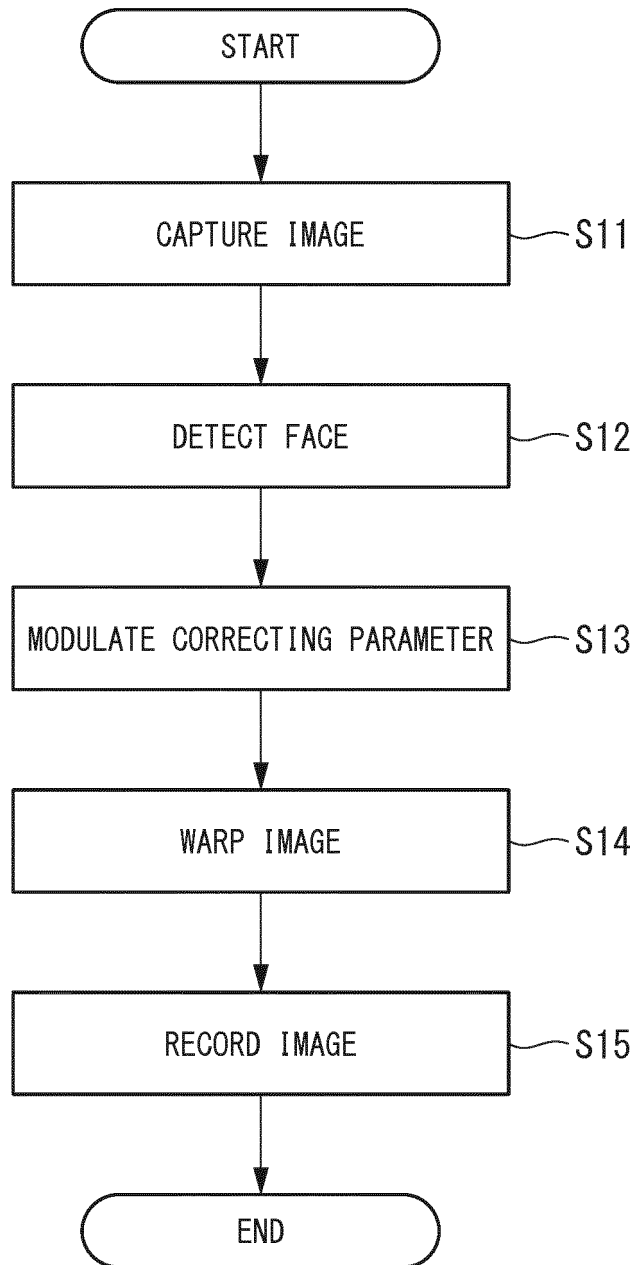 START
CAPTURE IMAGE
S11
DETECT FACE
S12
MODULATE CORRECTING PARAMETER
S13
WARP IMAGE
S14
RECORD IMAGE
S15
END